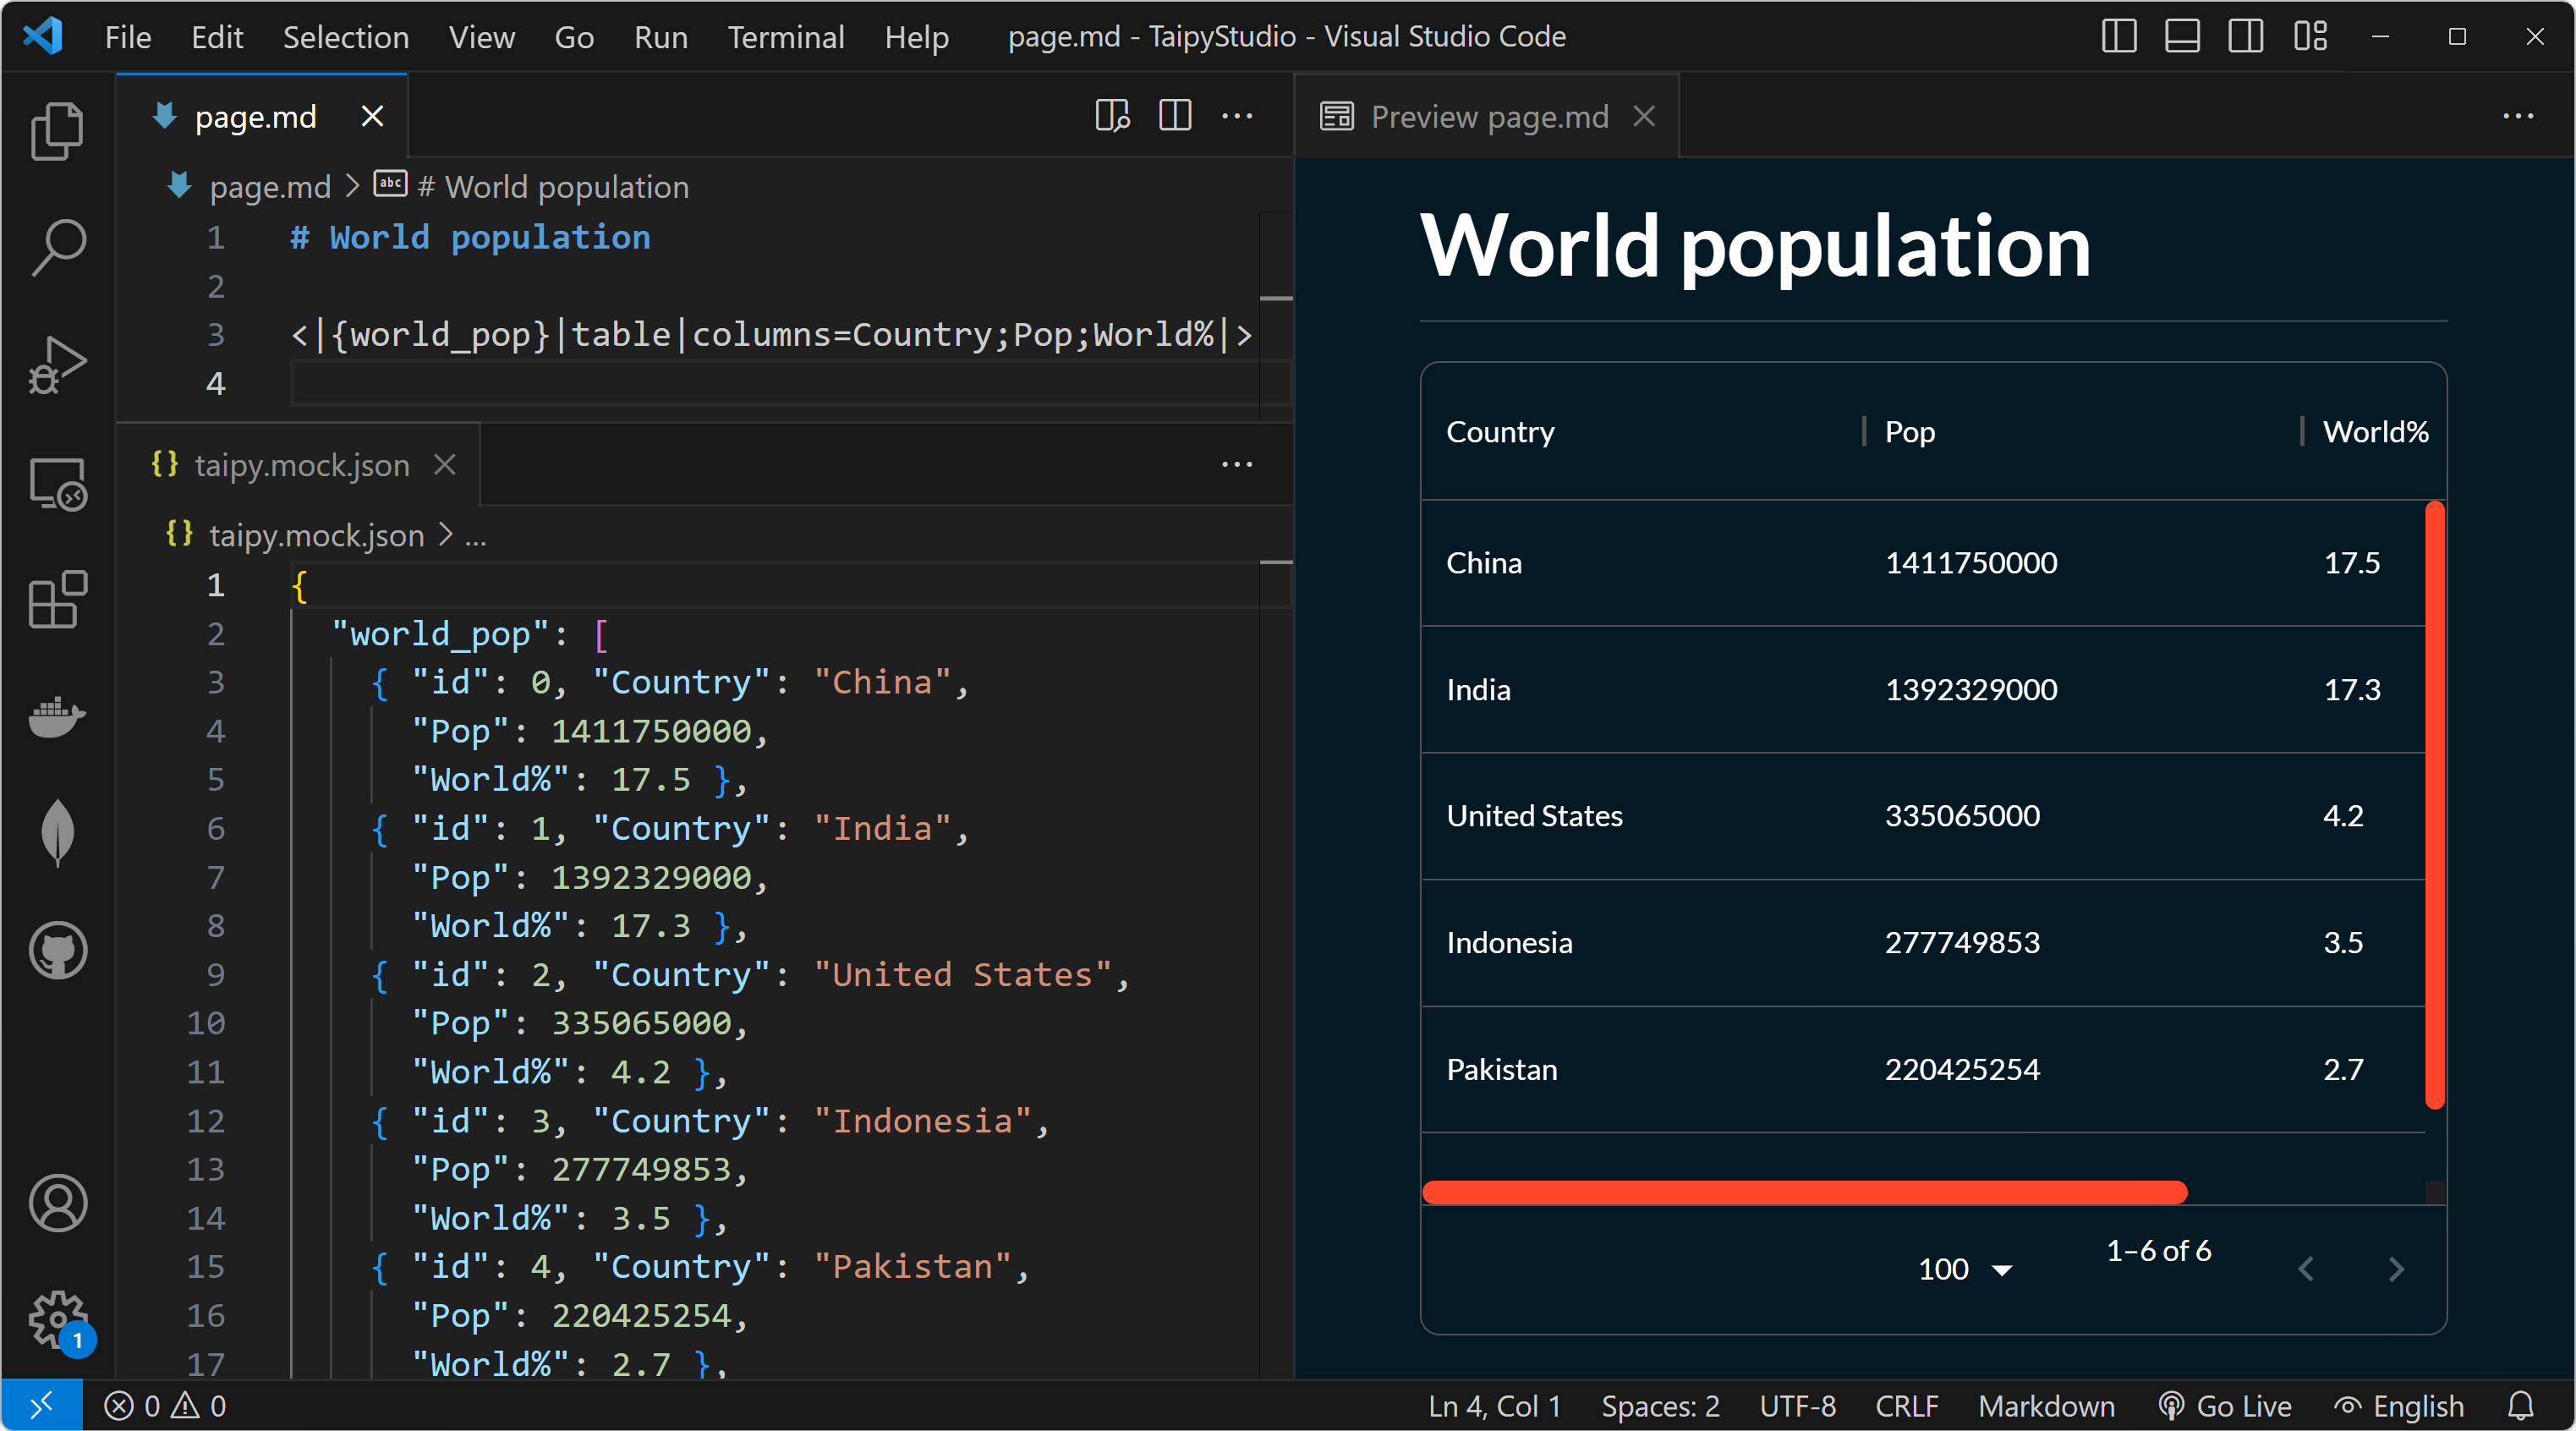 File Edit Selection View Go Run Terminal Help page.md - TaipyStudio - Visual Studio Code
page.md
page.md > abc # World population
1 # World population
2
3 <|{world_pop}|table|columns=Country;Pop;World%|>
4
{} taipy.mock.json
{} taipy.mock.json > ...
1 {
2 "world_pop": [
3 { "id": 0, "Country": "China",
4 "Pop": 1411750000,
5 "World%": 17.5 },
6 { "id": 1, "Country": "India",
7 "Pop": 1392329000,
8 "World%": 17.3 },
9 { "id": 2, "Country": "United States",
10 "Pop": 335065000,
11 "World%": 4.2 },
12 { "id": 3, "Country": "Indonesia",
13 "Pop": 277749853,
14 "World%": 3.5 },
15 { "id": 4, "Country": "Pakistan",
16 "Pop": 220425254,
17 "World%": 2.7 },
Preview page.md
World population
Country Pop World%
China 1411750000 17.5
India 1392329000 17.3
United States 335065000 4.2
Indonesia 277749853 3.5
Pakistan 220425254 2.7
100 1–6 of 6
1
0 0 Ln 4, Col 1 Spaces: 2 UTF-8 CRLF Markdown Go Live English